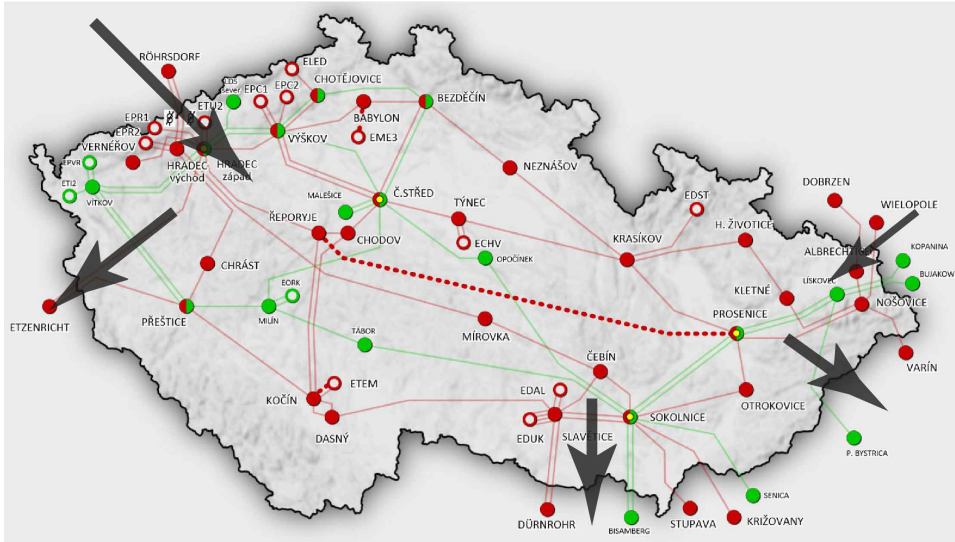 RÖHRSDORF
ELED
LDS
sever
EPC1
EPC2
CHOTĚJOVICE
ETU2
EPR1
EPR2
VERNÉŘOV
VÝŠKOV
BABYLON
BEZDĚČÍN
EME3
HRADEC
východ
HRADEC
západ
EPVR
ETI2
VÍTKOV
NEZNÁŠOV
MALEŠICE
Č.STŘED
TÝNEC
EDST
DOBRZEN
WIELOPOLE
ŘEPORYJE
CHODOV
ECHV
OPOČÍNEK
KRASÍKOV
H. ŽIVOTICE
ALBRECHTICE
KOPANINA
LÍSKOVEC
BUJAKOW
CHRÁST
EORK
KLETNÉ
NOŠOVICE
ETZENRICHT
PŘEŠTICE
MILÍN
TÁBOR
MÍROVKA
PROSENICE
VARÍN
ČEBÍN
KOČÍN
ETEM
EDAL
OTROKOVICE
DASNÝ
EDUK
SLAVĚTICE
SOKOLNICE
P. BYSTRICA
SENICA
DÜRNROHR
BISAMBERG
STUPAVA
KRIŽOVANY